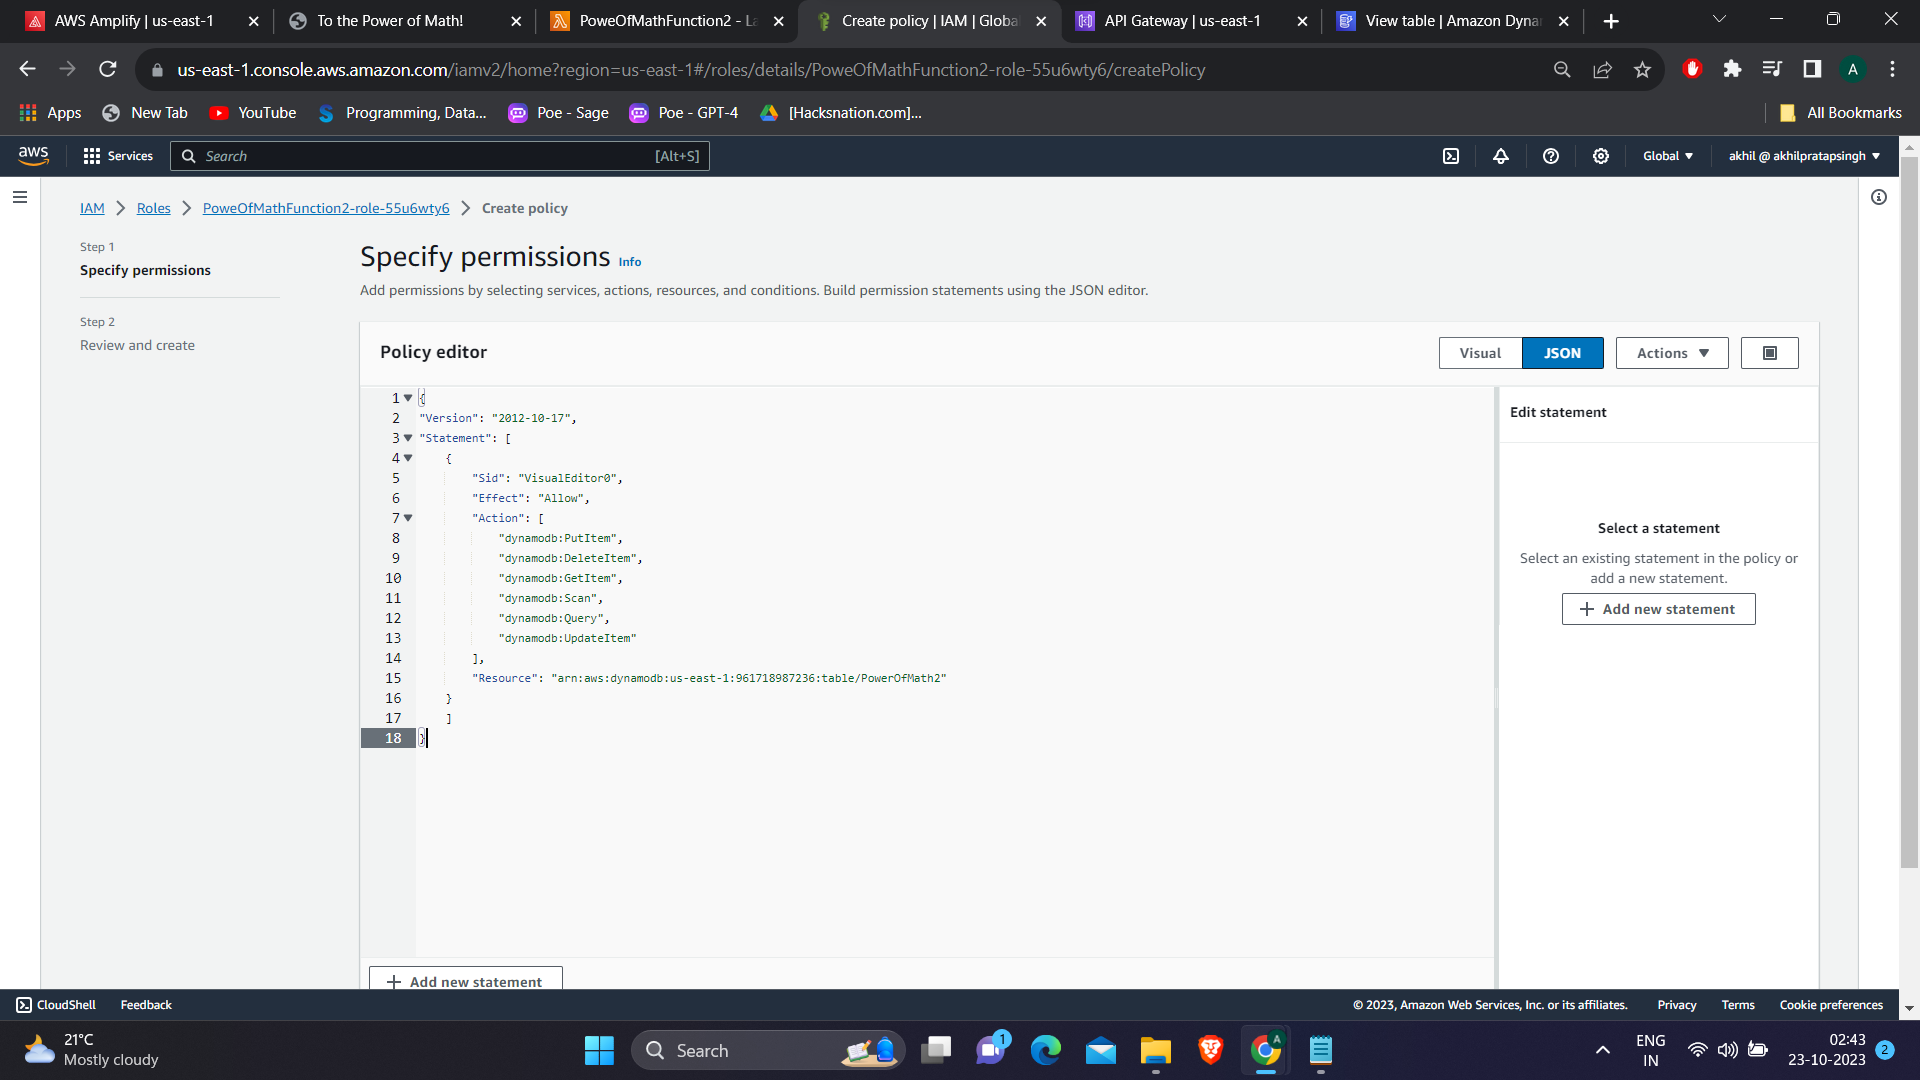 AWS Amplify | us-east-1
To the Power of Math!
PoweOfMathFunction2 - La
Create policy | IAM | Global
API Gateway | us-east-1
View table | Amazon Dyna
us-east-1.console.aws.amazon.com/iamv2/home?region=us-east-1#/roles/details/PoweOfMathFunction2-role-55u6wty6/createPolicy
A
Apps
New Tab
YouTube
Programming, Data...
Poe - Sage
Poe - GPT-4
[Hacksnation.com]...
All Bookmarks
aws
Services
Search
[Alt+S]
Global
akhil @ akhilpratapsingh
IAM > Roles > PoweOfMathFunction2-role-55u6wty6 > Create policy
Step 1
Specify permissions
Step 2
Review and create
Specify permissions Info
Add permissions by selecting services, actions, resources, and conditions. Build permission statements using the JSON editor.
Policy editor
Visual
JSON
Actions
1 {
2 "Version": "2012-10-17",
3 "Statement": [
4 {
5 "Sid": "VisualEditor0",
6 "Effect": "Allow",
7 "Action": [
8 "dynamodb:PutItem",
9 "dynamodb:DeleteItem",
10 "dynamodb:GetItem",
11 "dynamodb:Scan",
12 "dynamodb:Query",
13 "dynamodb:UpdateItem"
14 ],
15 "Resource": "arn:aws:dynamodb:us-east-1:961718987236:table/PowerOfMath2"
16 }
17 ]
18 }
Edit statement
Select a statement
Select an existing statement in the policy or
add a new statement.
+ Add new statement
+ Add new statement
CloudShell
Feedback
© 2023, Amazon Web Services, Inc. or its affiliates.
Privacy
Terms
Cookie preferences
21°C
Mostly cloudy
Search
1
A
ENG
IN
02:43
23-10-2023
2